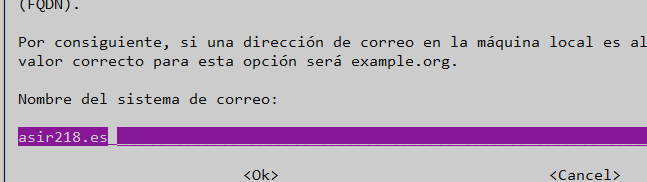 (FQDN).
Por consiguiente, si una dirección de correo en la máquina local es
valor correcto para esta opción será example.org.
Nombre del sistema de correo:
asir218.es
<Ok> <Cancel>